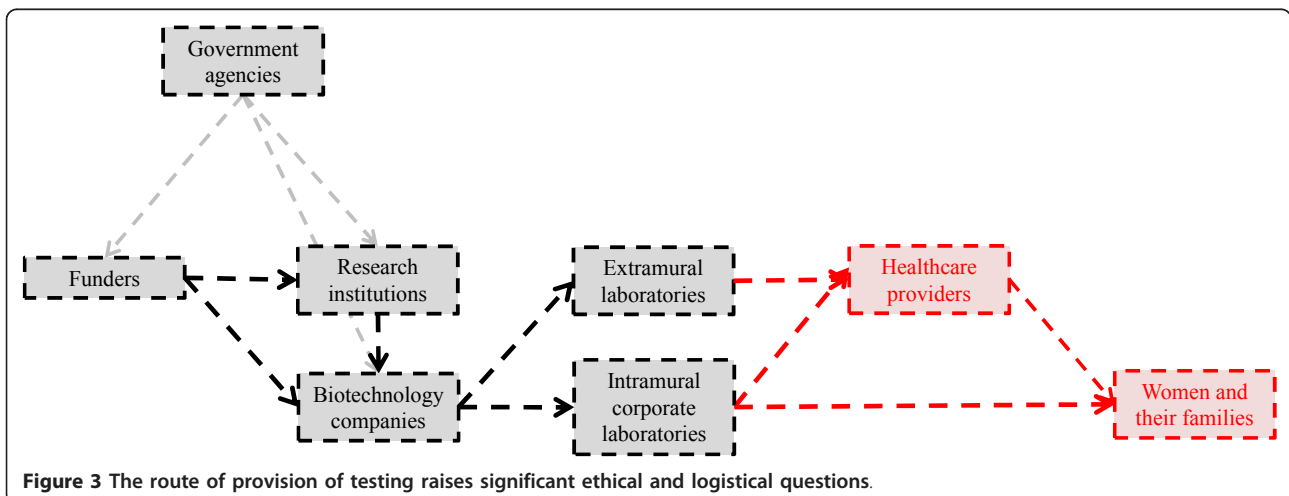 Government
agencies
Funders
Research
institutions
Extramural
laboratories
Healthcare
providers
Biotechnology
companies
Intramural
corporate
laboratories
Women and
their families
Figure 3 The route of provision of testing raises significant ethical and logistical questions.